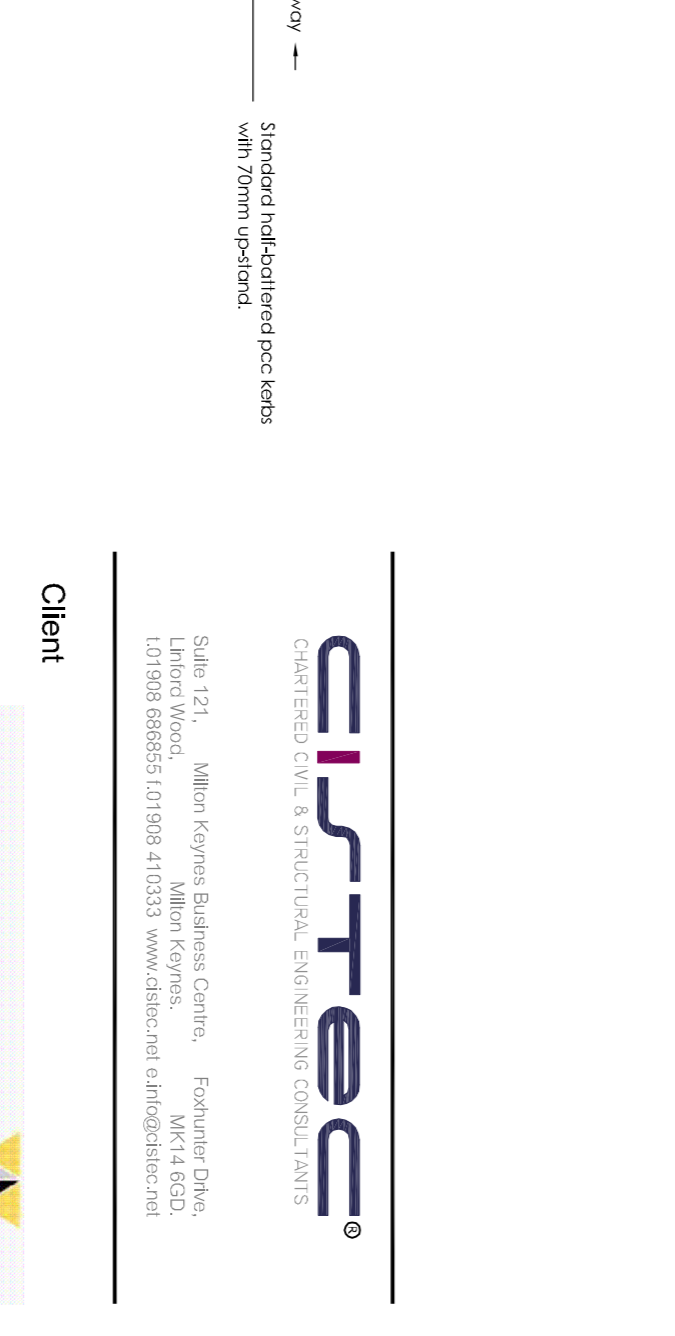 Standard half-battered pcc kerbs
with 70mm up-stand.
CISTEC®
CHARTERED CIVIL & STRUCTURAL ENGINEERING CONSULTANTS
Suite 121, Milton Keynes Business Centre, Foxhunter Drive,
Linford Wood, Milton Keynes. MK14 6GD.
t.01908 686855 f.01908 410333 www.cistec.net e.info@cistec.net
Client